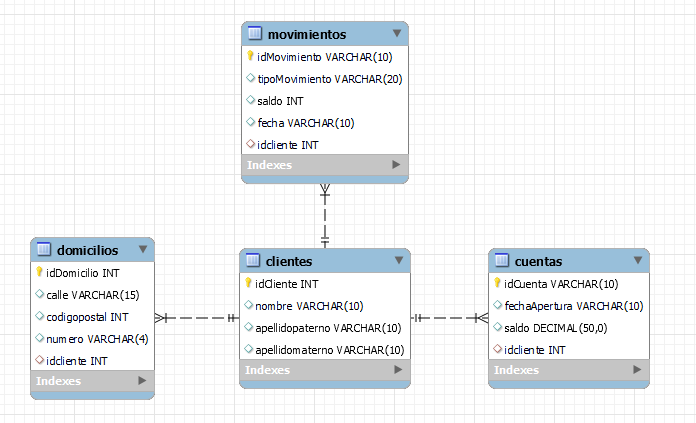 movimientos
idMovimiento VARCHAR(10)
tipoMovimiento VARCHAR(20)
saldo INT
fecha VARCHAR(10)
idcliente INT
Indexes
domicilios
idDomicilio INT
calle VARCHAR(15)
codigopostal INT
numero VARCHAR(4)
idcliente INT
Indexes
clientes
idCliente INT
nombre VARCHAR(10)
apellidopaterno VARCHAR(10)
apellidomaterno VARCHAR(10)
Indexes
cuentas
idCuenta VARCHAR(10)
fechaApertura VARCHAR(10)
saldo DECIMAL(50,0)
idcliente INT
Indexes